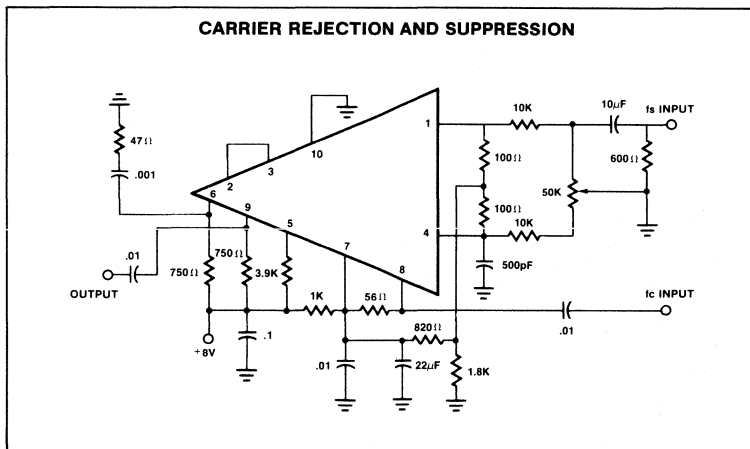 CARRIER REJECTION AND SUPPRESSION
10µF
fs INPUT
10K
1
10
47Ω
3
2
100Ω
600Ω
.001
6
50K
9
100Ω
5
4
10K
.01
7
8
500pF
750Ω
750Ω
3.9K
OUTPUT
1K
56Ω
fc INPUT
.01
820Ω
+8V
.1
.01
22µF
1.8K